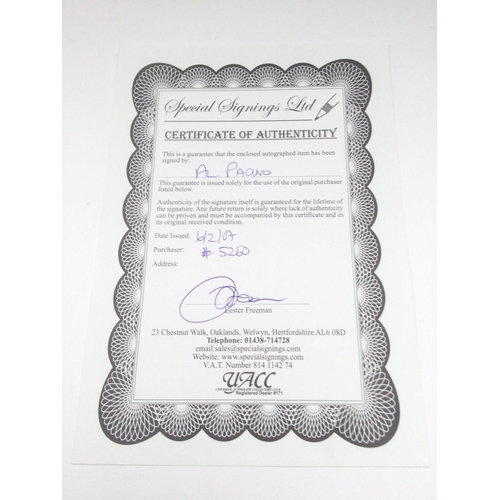 Special Signings Ltd
CERTIFICATE OF AUTHENTICITY
This is a guarantee that the enclosed autographed item has been
signed by:
AL PACINO
This guarantee is issued solely for the use of the original purchaser
listed below.
Authenticity of the signature itself is guaranteed for the lifetime of
the signature. Any future return is solely where lack of authenticity
can be proven and must be accompanied by this certificate and in
its original received condition.
Date Issued: 6/2/07
Purchaser: # 5260
Address:
Lester Freeman
23 Chestnut Walk, Oaklands, Welwyn, Hertfordshire AL6 0SD
Telephone: 01438-714728
email:sales@specialsignings.com
Website: www.specialsignings.com
V.A.T. Number 814 1142 74
UACC
Registered Dealer #171